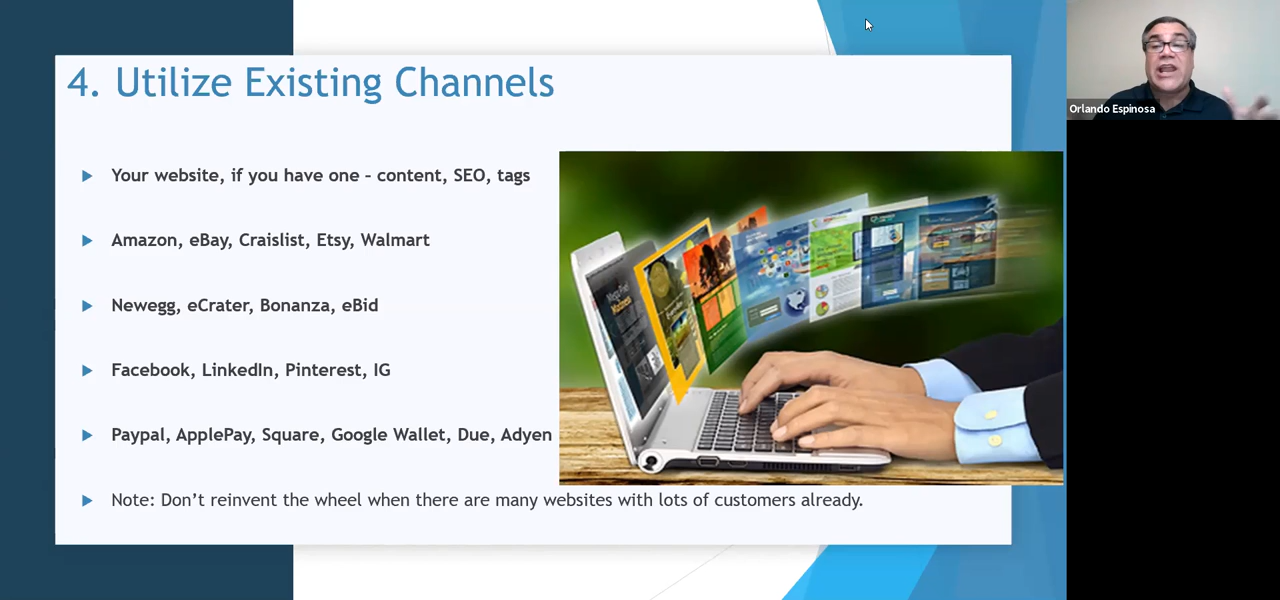 4. Utilize Existing Channels
Orlando Espinosa
Your website, if you have one – content, SEO, tags
Amazon, eBay, Craislist, Etsy, Walmart
Newegg, eCrater, Bonanza, eBid
Facebook, LinkedIn, Pinterest, IG
Paypal, ApplePay, Square, Google Wallet, Due, Adyen
Note: Don’t reinvent the wheel when there are many websites with lots of customers already.